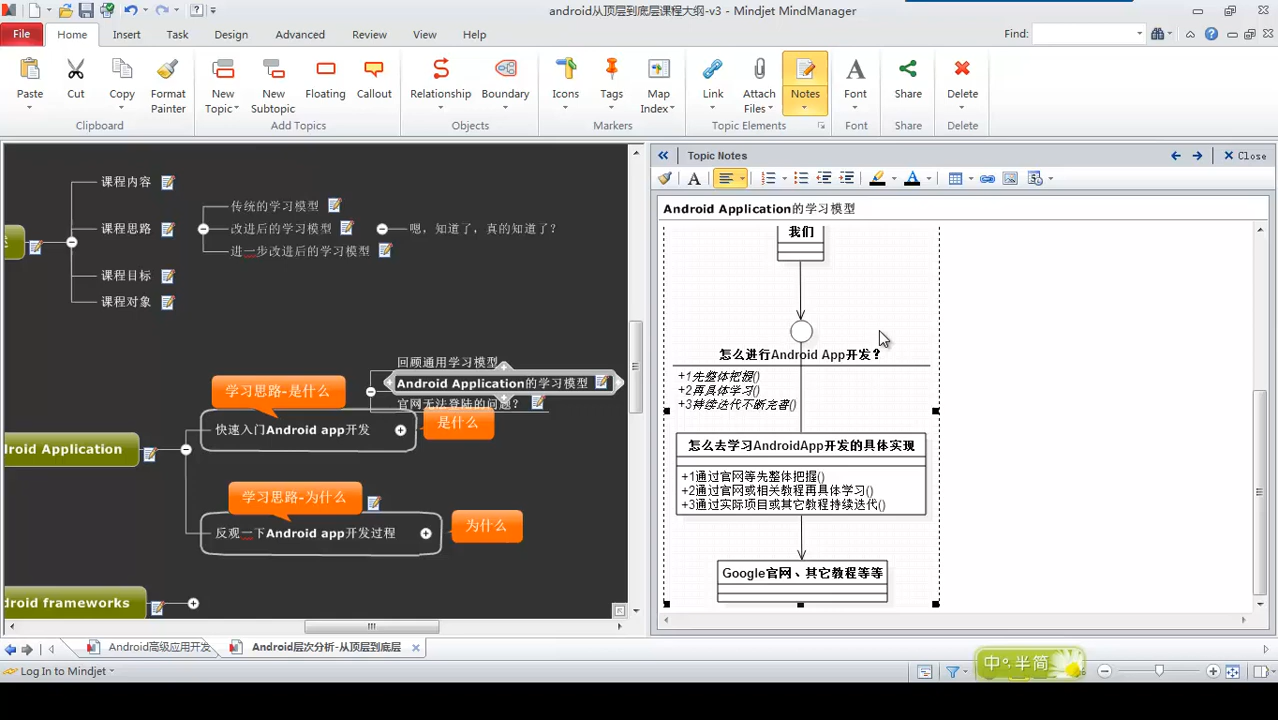 android从顶层到底层课程大纲-v3 - Mindjet MindManager
File Home Insert Task Design Advanced Review View Help Find:
Paste Cut Copy Format Painter New Topic New Subtopic Floating Callout Relationship Boundary Icons Tags Map Index Link Attach Files Notes Font Share Delete
Clipboard Add Topics Objects Markers Topic Elements Font Share Delete
Topic Notes Close
Android Application的学习模型
课程内容
课程思路
传统的学习模型
改进后的学习模型
嗯，知道了，真的知道了？
进一步改进后的学习模型
课程目标
课程对象
回顾通用学习模型
Android Application的学习模型
官网无法登陆的问题？
学习思路-是什么
快速入门Android app开发
是什么
droid Application
学习思路-为什么
反观一下Android app开发过程
为什么
droid frameworks
我们
怎么进行Android App开发？
+1先整体把握()
+2再具体学习()
+3持续迭代不断完善()
怎么去学习AndroidApp开发的具体实现
+1通过官网等先整体把握()
+2通过官网或相关教程再具体学习()
+3通过实际项目或其它教程持续迭代()
Google官网、其它教程等等
Android高级应用开发
Android层次分析-从顶层到底层
Log In to Mindjet
中 半简